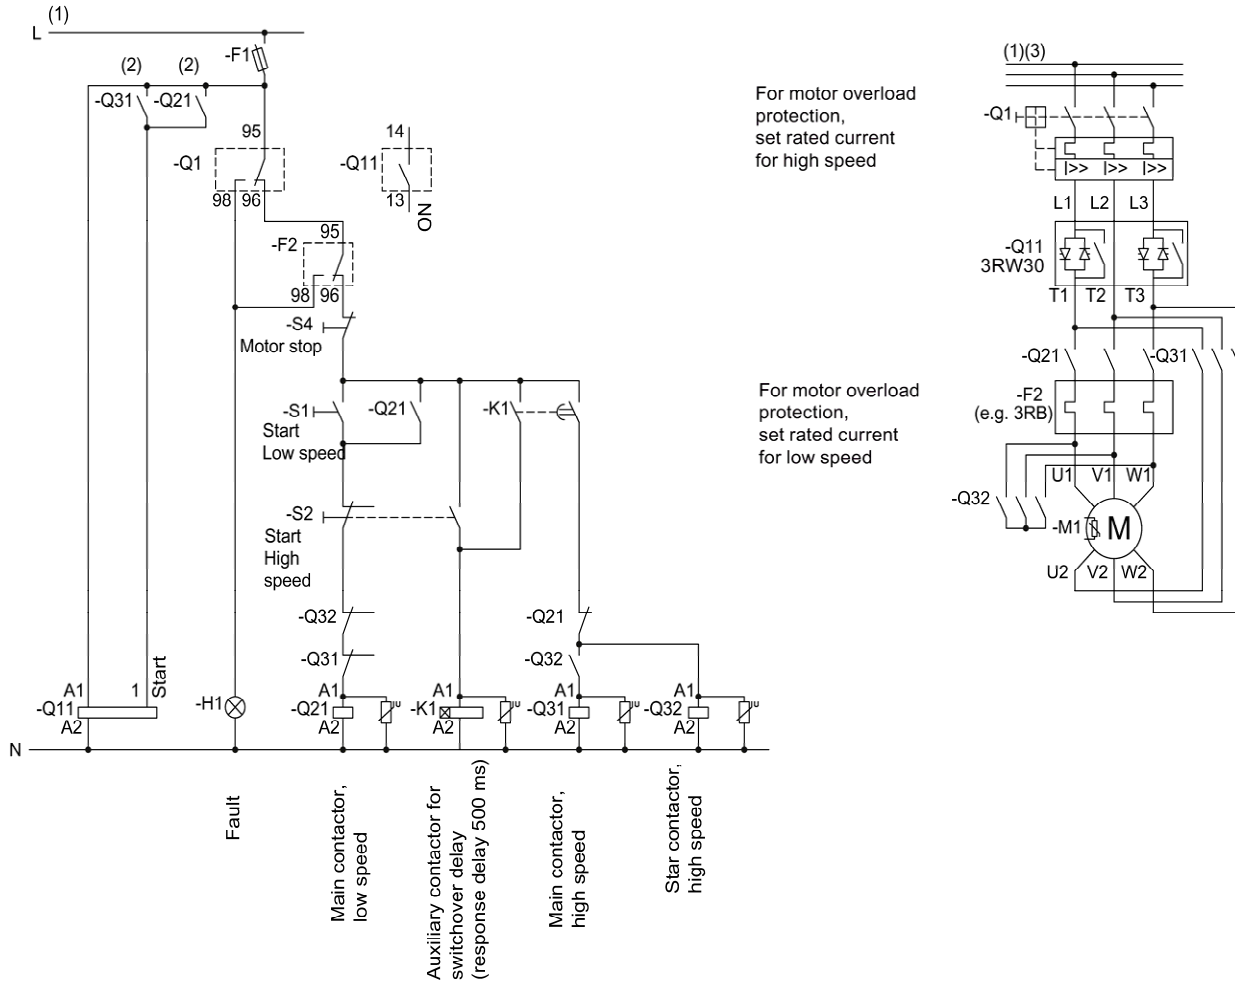 L (1)
-F1
(2) (2)
-Q31 -Q21
95
-Q1
98 96
14
-Q11
13
ON
95
-F2
98 96
-S4
Motor stop
-S1
Start
Low speed
-Q21
-K1
-S2
Start
High
speed
-Q32
-Q31
-Q21
-Q32
Start
A1 1
-Q11
A2
-H1
A1
-Q21
A2
U
A1
-K1
A2
U
A1
-Q31
A2
U
A1
-Q32
A2
U
N
Fault
Main contactor,
low speed
Auxiliary contactor for
switchover delay
(response delay 500 ms)
Main contactor,
high speed
Star contactor,
high speed
For motor overload
protection,
set rated current
for high speed
For motor overload
protection,
set rated current
for low speed
(1)(3)
-Q1
I>> I>> I>>
L1 L2 L3
-Q11
3RW30
T1 T2 T3
-Q21 -Q31
-F2
(e.g. 3RB)
U1 V1 W1
-Q32
-M1 M
U2 V2 W2